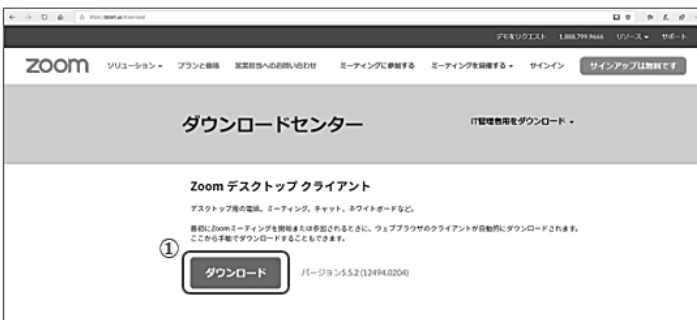 デモをリクエスト 1.888.799.9666 リソース サポート
zoom ソリューション プランと価格 営業担当へのお問い合わせ ミーティングに参加する ミーティングを開催する サインイン サインアップは無料です
ダウンロードセンター IT管理者用をダウンロード
Zoom デスクトップ クライアント
デスクトップ用の電話、ミーティング、チャット、ホワイトボードなど。
最初にZoomミーティングを開始または参加されるときに、ウェブブラウザのクライアントが自動的にダウンロードされます。
ここから手動でダウンロードすることもできます。
①
ダウンロード バージョン5.5.2 (12494.0204)